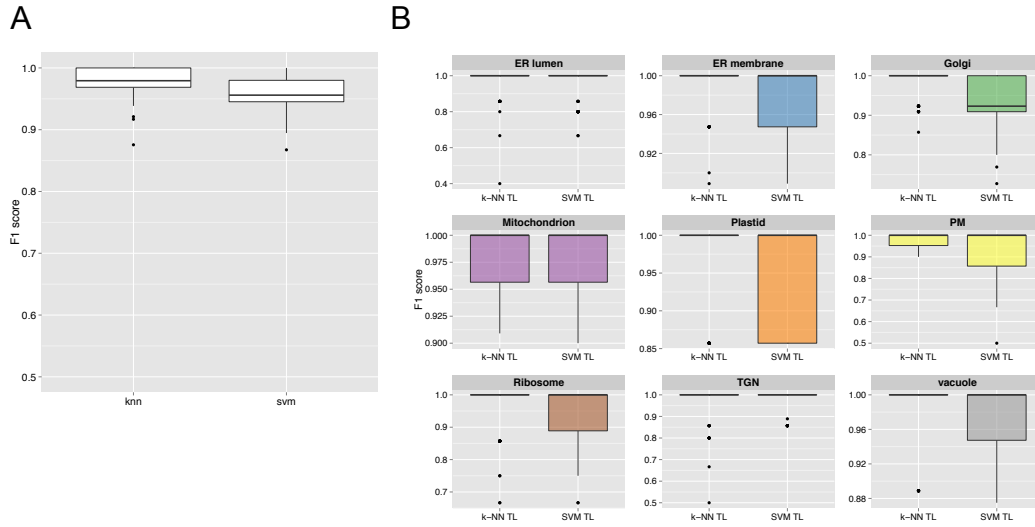 A
B
F1 score
1.0
0.9
0.8
0.7
0.6
0.5
knn
svm
F1 score
ER lumen
1.0
0.8
0.6
0.4
k−NN TL
SVM TL
ER membrane
1.00
0.96
0.92
k−NN TL
SVM TL
Golgi
1.0
0.9
0.8
k−NN TL
SVM TL
Mitochondrion
1.000
0.975
0.950
0.925
0.900
k−NN TL
SVM TL
Plastid
1.00
0.95
0.90
0.85
k−NN TL
SVM TL
PM
1.0
0.9
0.8
0.7
0.6
0.5
k−NN TL
SVM TL
Ribosome
1.0
0.9
0.8
0.7
k−NN TL
SVM TL
TGN
1.0
0.9
0.8
0.7
0.6
0.5
k−NN TL
SVM TL
vacuole
1.00
0.96
0.92
0.88
k−NN TL
SVM TL